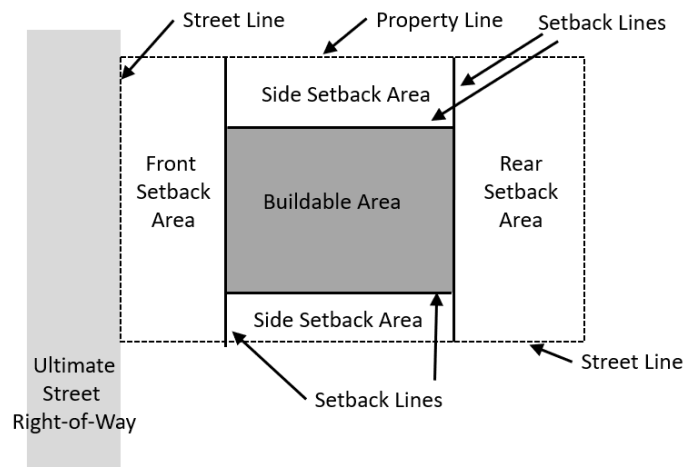 Street Line
Property Line
Setback Lines
Side Setback Area
Front
Setback
Area
Buildable Area
Rear
Setback
Area
Side Setback Area
Ultimate
Street
Right-of-Way
Setback Lines
Street Line